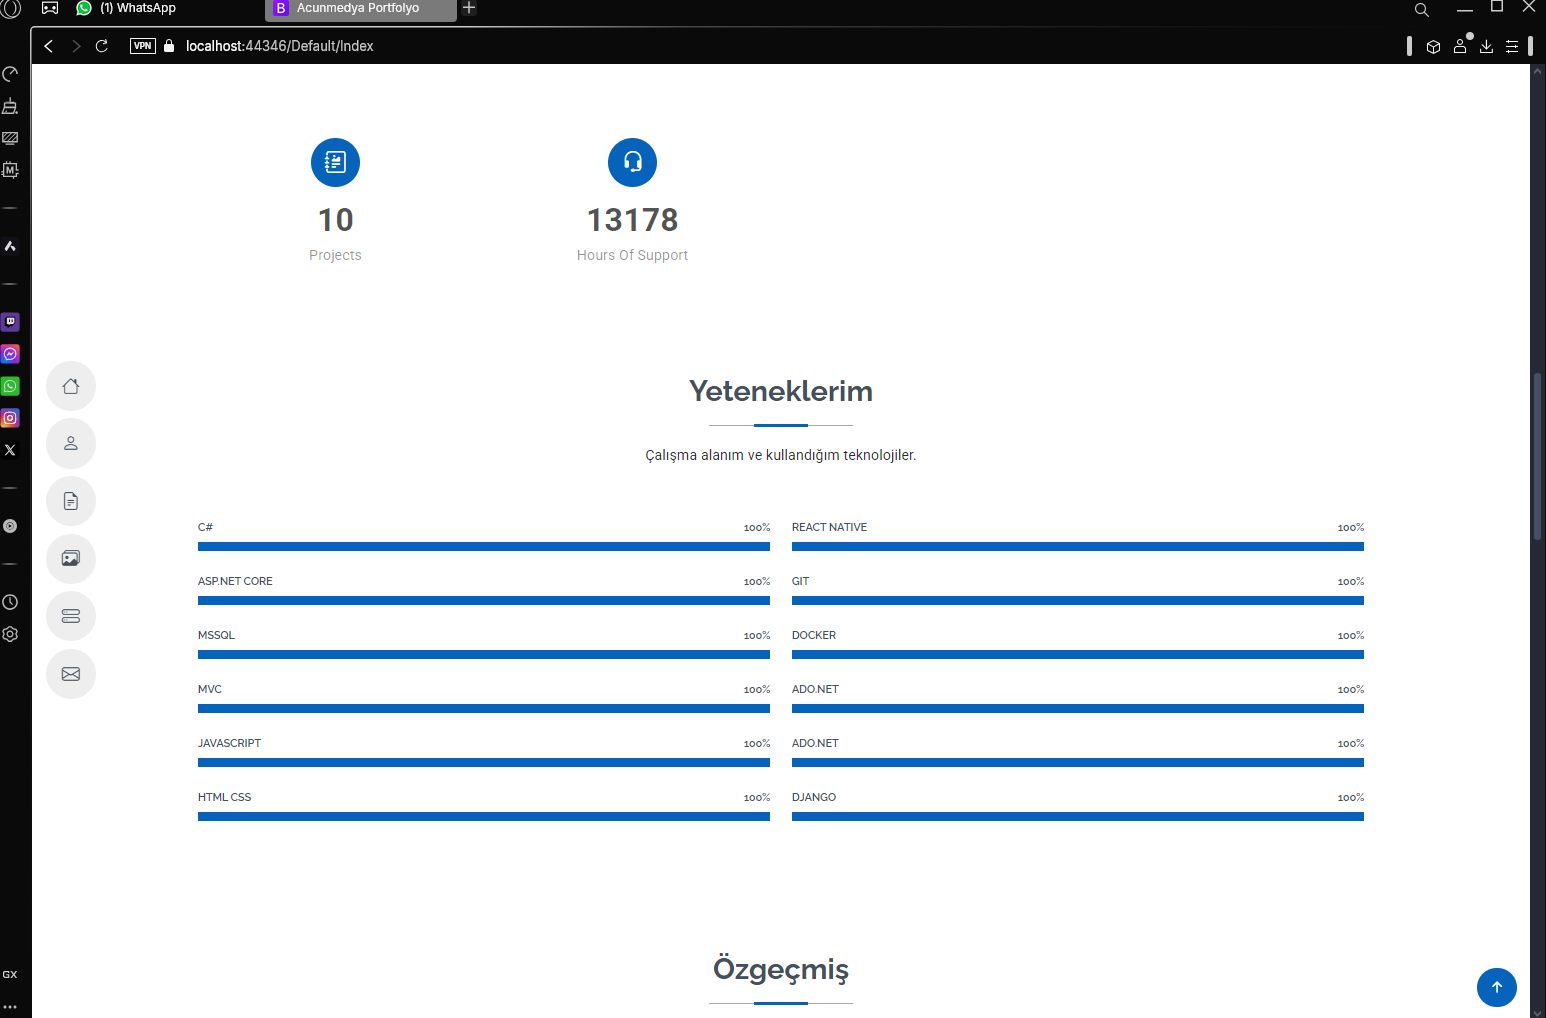 (1) WhatsApp
B Acunmedya Portfolyo
VPN localhost:44346/Default/Index
M
10
Projects
13178
Hours Of Support
Yeteneklerim
Çalışma alanım ve kullandığım teknolojiler.
C# 100%
REACT NATIVE 100%
ASP.NET CORE 100%
GIT 100%
MSSQL 100%
DOCKER 100%
MVC 100%
ADO.NET 100%
JAVASCRIPT 100%
ADO.NET 100%
HTML CSS 100%
DJANGO 100%
Özgeçmiş
GX